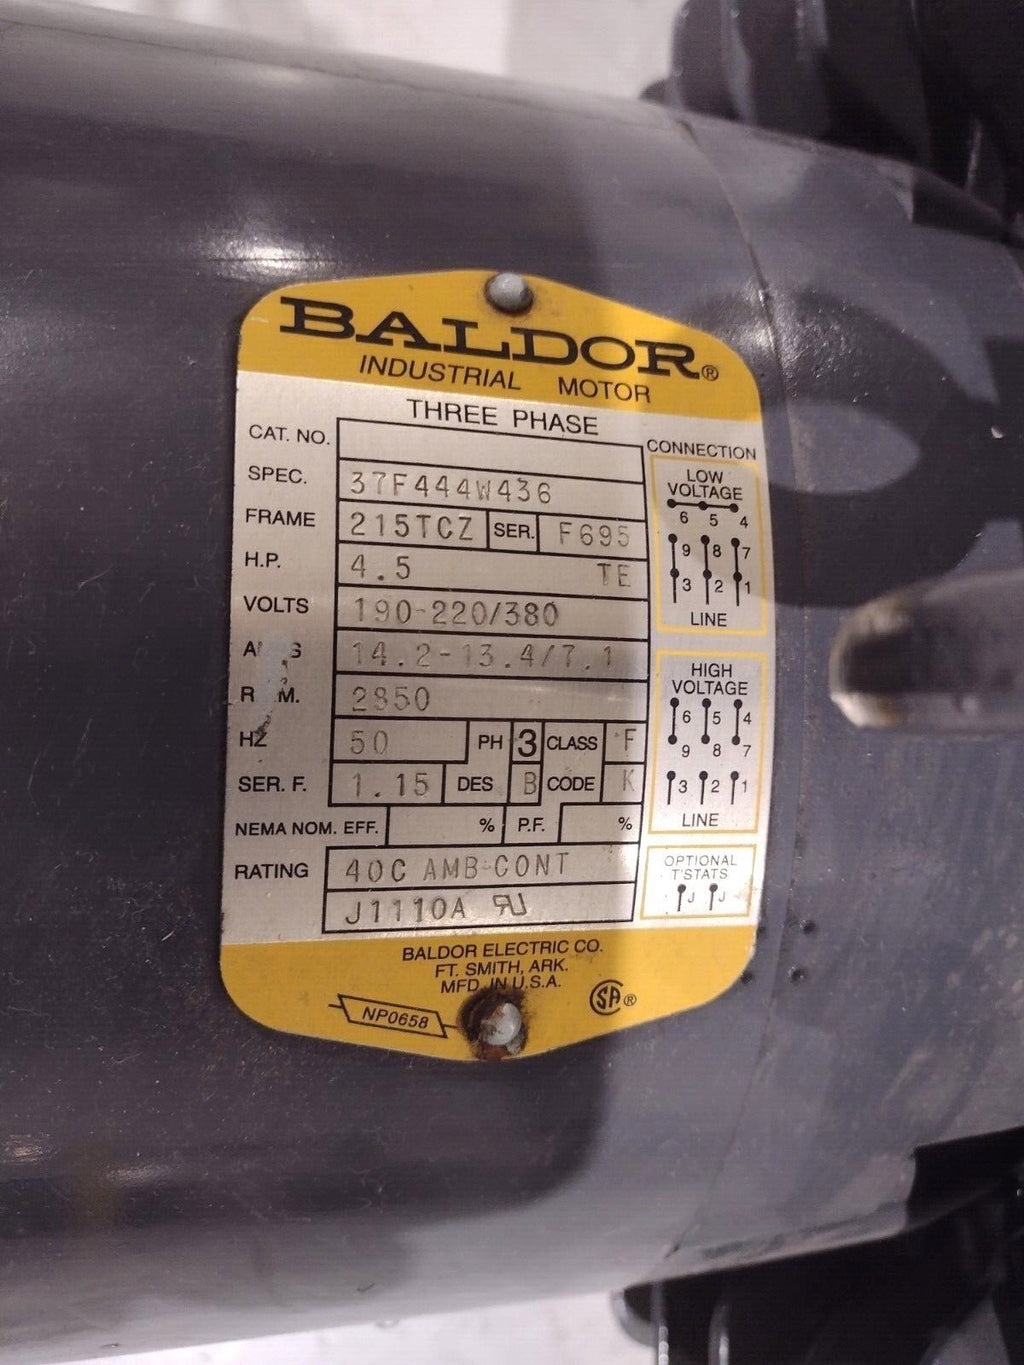 BALDOR®
INDUSTRIAL MOTOR
THREE PHASE
CAT. NO.
SPEC. 37F444W436
FRAME 215TCZ SER. F695
H.P. 4.5 TE
VOLTS 190-220/380
14.2-13.4/7.1
2850
HZ 50 PH 3 CLASS F
SER. F. 1.15 DES B CODE K
NEMA NOM. EFF. % P.F. %
RATING 40C AMB-CONT
J1110A
BALDOR ELECTRIC CO.
FT. SMITH, ARK.
MFD. IN U.S.A.
NP0658
SA®
CONNECTION
LOW
VOLTAGE
6 5 4
9 8 7
3 2 1
LINE
HIGH
VOLTAGE
6 5 4
9 8 7
3 2 1
LINE
OPTIONAL
T'STATS
J J